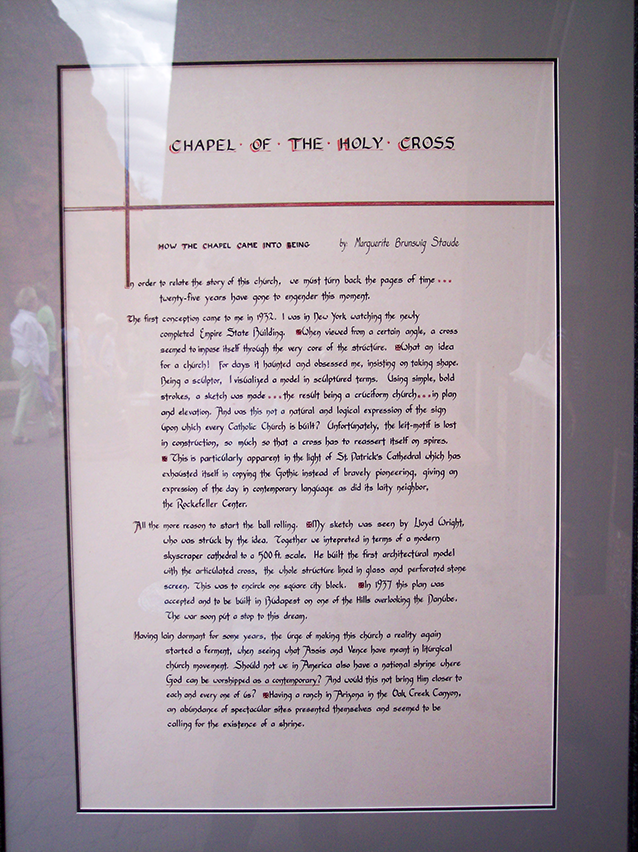 CHAPEL · OF · THE · HOLY · CROSS
HOW THE CHAPEL CAME INTO BEING by: Marguerite Brunswig Staude
In order to relate the story of this church, we must turn back the pages of time...
twenty-five years have gone to engender this moment.
The first conception came to me in 1932. I was in New York watching the newly
completed Empire State Building. When viewed from a certain angle, a cross
seemed to impose itself through the very core of the structure. What an idea
for a church! For days it haunted and obsessed me, insisting on taking shape.
Being a sculptor, I visualized a model in sculptured terms. Using simple, bold
strokes, a sketch was made...the result being a cruciform church...in plan
and elevation. And was this not a natural and logical expression of the sign
upon which every Catholic Church is built? Unfortunately, the leit-motif is lost
in construction, so much so that a cross has to reassert itself on spires.
This is particularly apparent in the light of St. Patrick's Cathedral which has
exhausted itself in copying the Gothic instead of bravely pioneering, giving an
expression of the day in contemporary language as did its laity neighbor,
the Rockefeller Center.
All the more reason to start the ball rolling. My sketch was seen by Lloyd Wright,
who was struck by the idea. Together we intepreted in terms of a modern
skyscraper cathedral to a 500 ft. scale. He built the first architectural model
with the articulated cross, the whole structure lined in glass and perforated stone
screen. This was to encircle one square city block. In 1937 this plan was
accepted and to be built in Budapest on one of the Hills overlooking the Danube.
The war soon put a stop to this dream.
Having lain dormant for some years, the urge of making this church a reality again
started a ferment, when seeing what Assis and Vence have meant in liturgical
church movement. Should not we in America also have a national shrine where
God can be worshipped as a contemporary? And would this not bring Him closer to
each and every one of us? Having a ranch in Arizona in the Oak Creek Canyon,
an abundance of spectacular sites presented themselves and seemed to be
calling for the existence of a shrine.